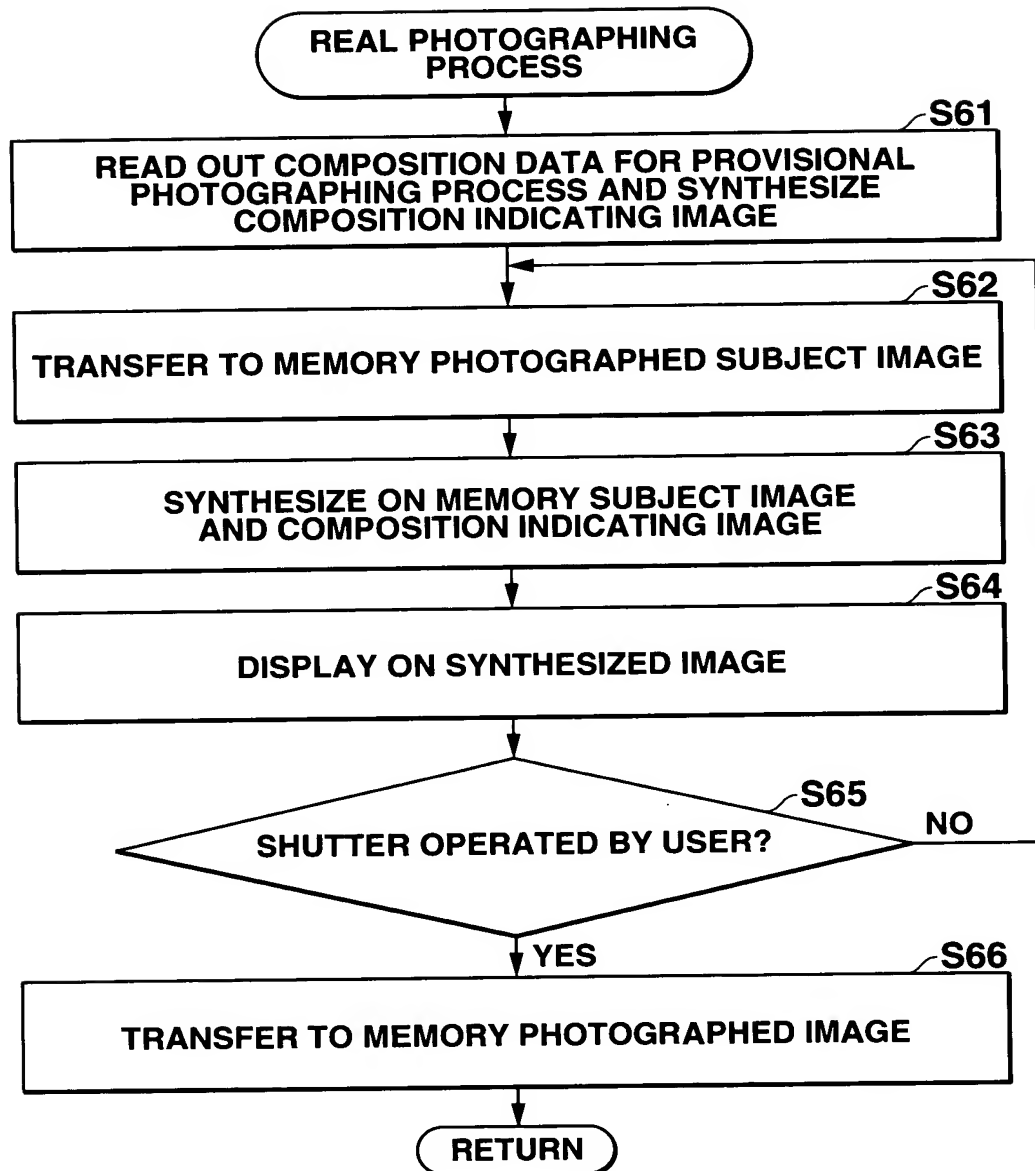 REAL PHOTOGRAPHING
PROCESS
S61
READ OUT COMPOSITION DATA FOR PROVISIONAL
PHOTOGRAPHING PROCESS AND SYNTHESIZE
COMPOSITION INDICATING IMAGE
S62
TRANSFER TO MEMORY PHOTOGRAPHED SUBJECT IMAGE
S63
SYNTHESIZE ON MEMORY SUBJECT IMAGE
AND COMPOSITION INDICATING IMAGE
S64
DISPLAY ON SYNTHESIZED IMAGE
S65
SHUTTER OPERATED BY USER?
NO
YES
S66
TRANSFER TO MEMORY PHOTOGRAPHED IMAGE
RETURN